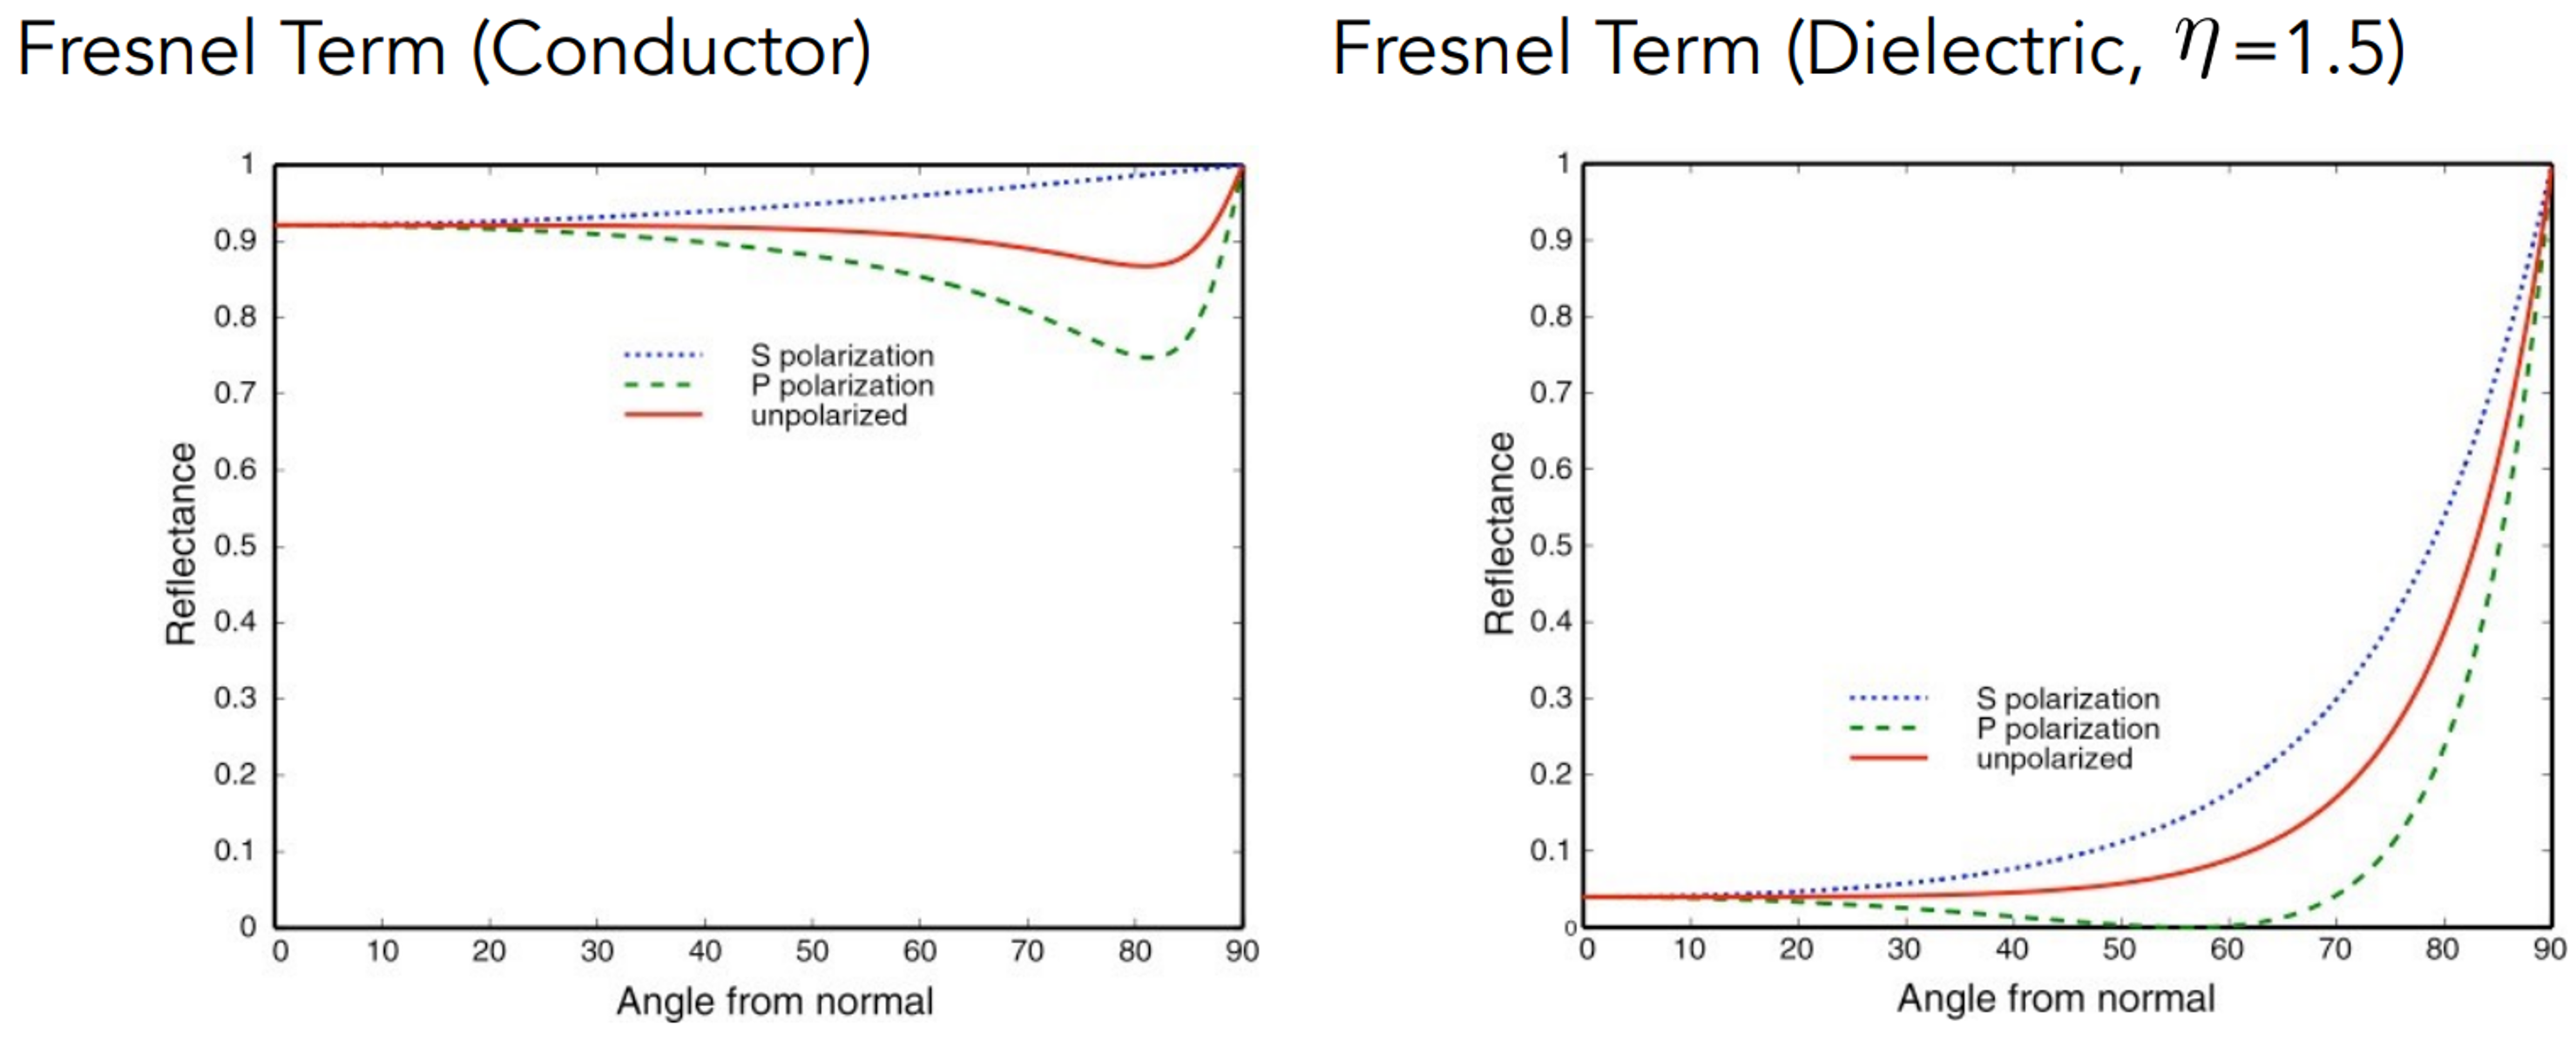 Fresnel Term (Conductor)
1
0.9
0.8
0.7
0.6
0.5
0.4
0.3
0.2
0.1
0
Reflectance
S polarization
P polarization
unpolarized
0 10 20 30 40 50 60 70 80 90
Angle from normal
Fresnel Term (Dielectric, η=1.5)
1
0.9
0.8
0.7
0.6
0.5
0.4
0.3
0.2
0.1
0
Reflectance
S polarization
P polarization
unpolarized
0 10 20 30 40 50 60 70 80 90
Angle from normal